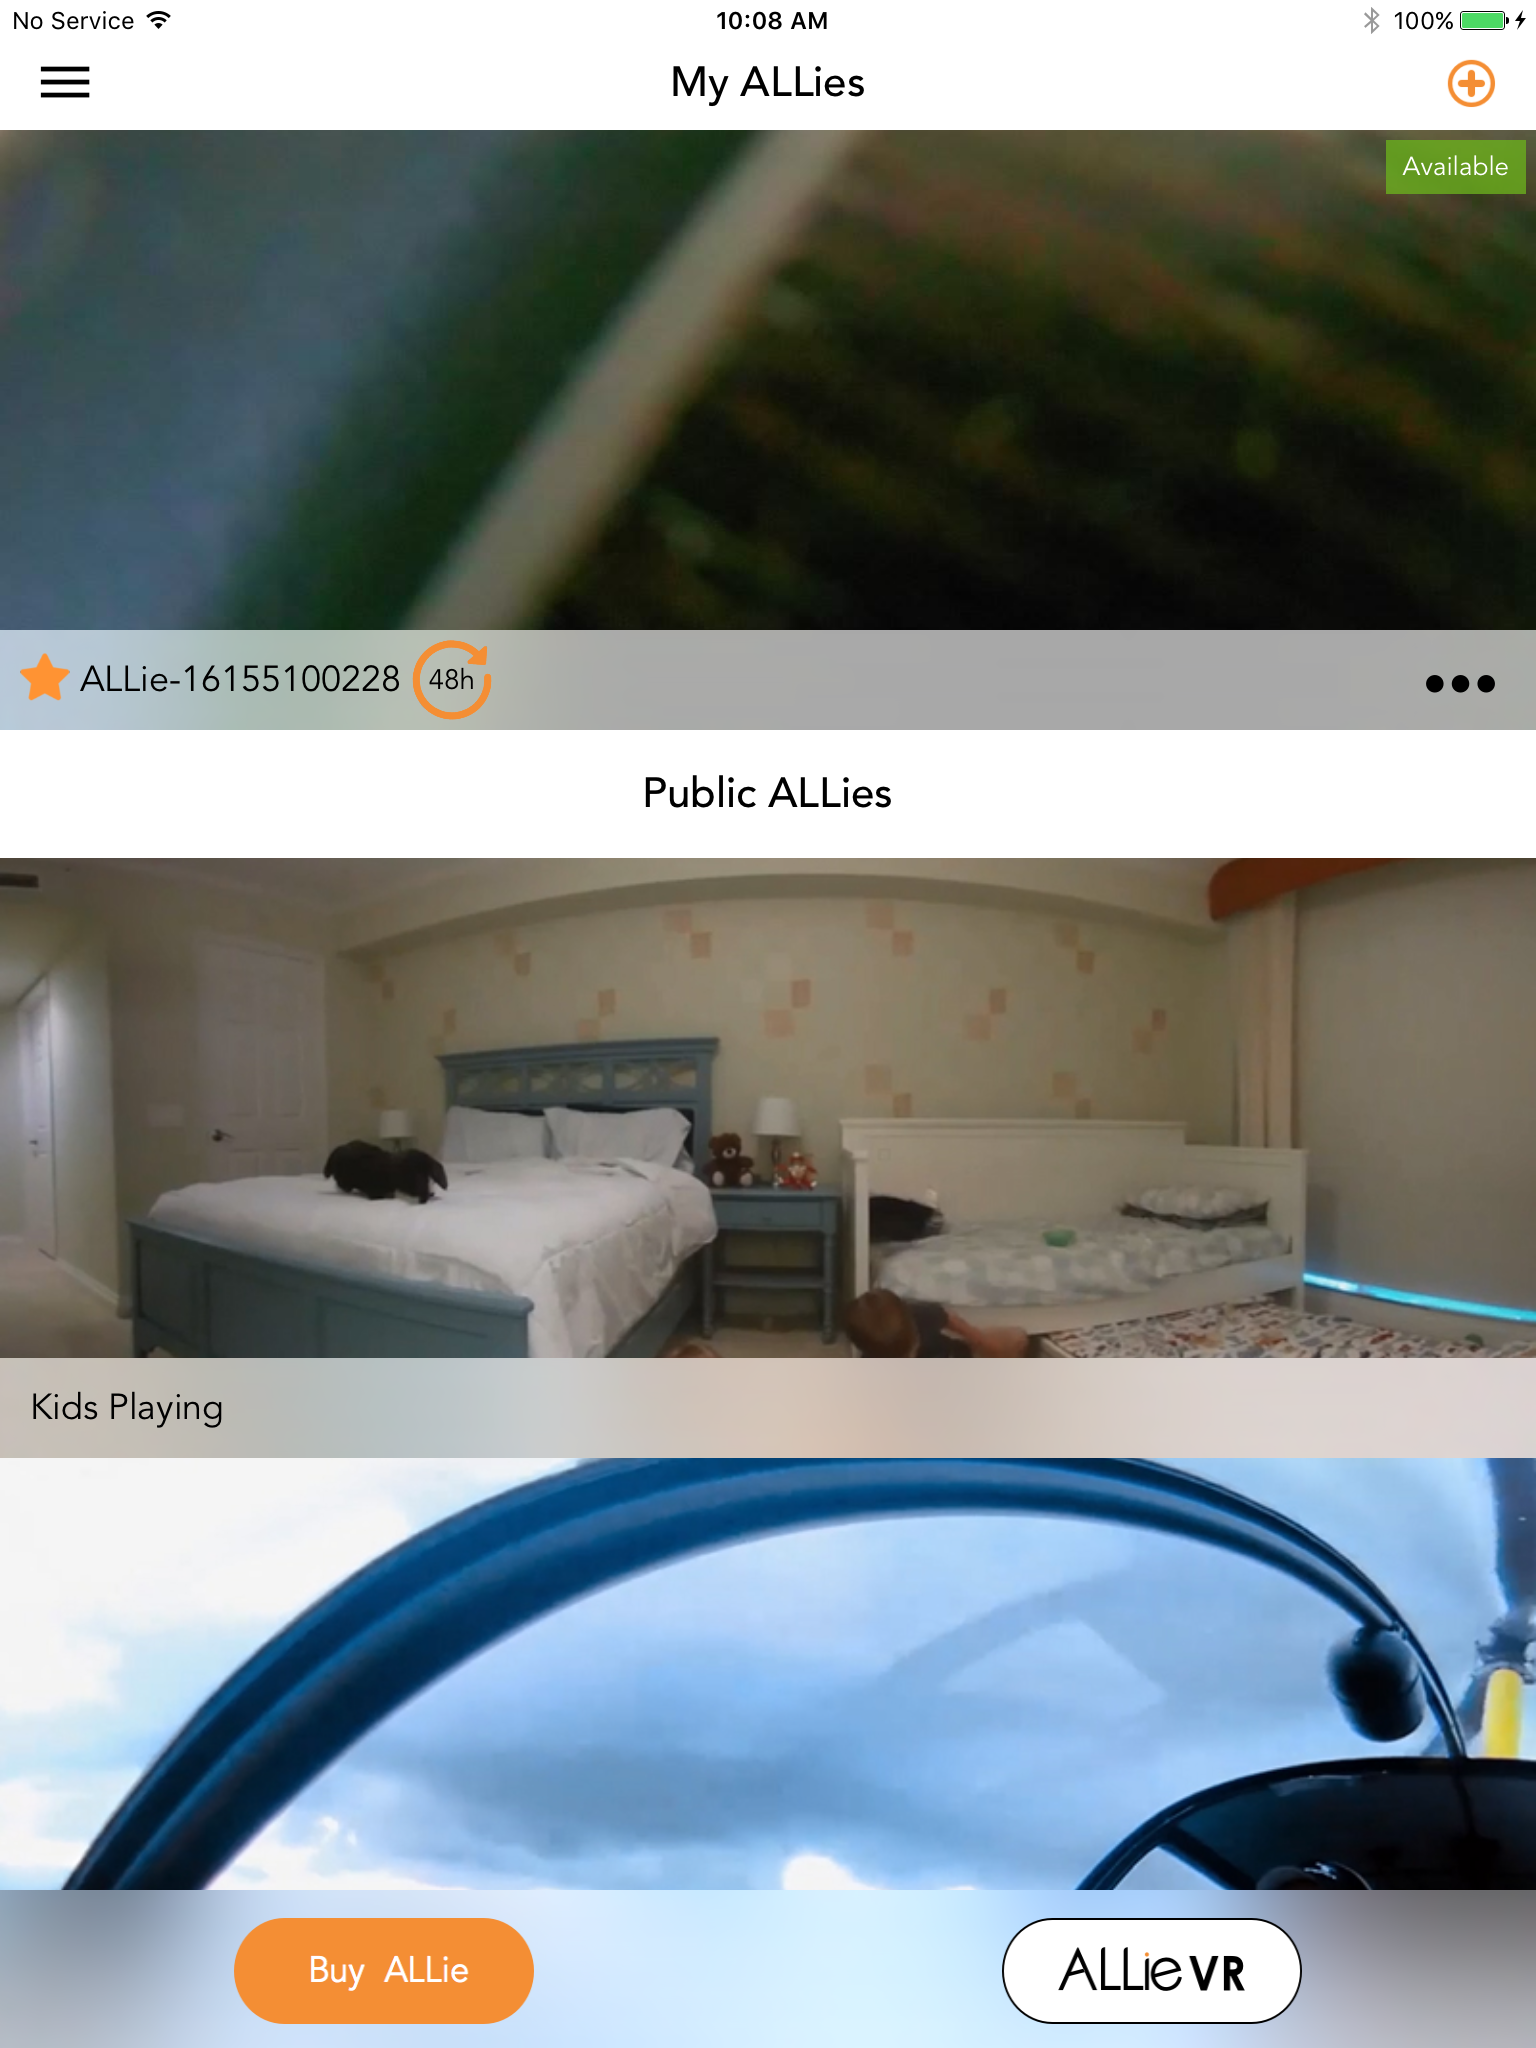 No Service
10:08 AM
100%
My ALLies
Available
ALLie-16155100228
48h
Public ALLies
Kids Playing
Buy ALLie
ALLie VR